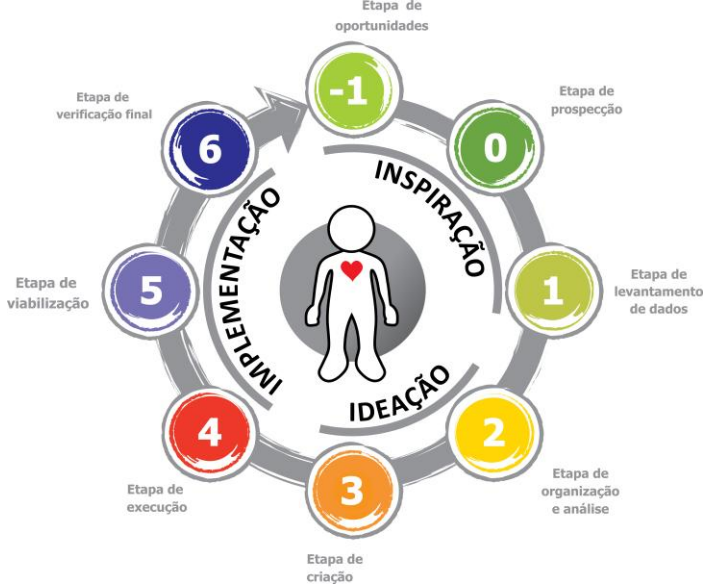 Etapa de
oportunidades
-1
Etapa de
prospecção
0
Etapa de
levantamento
de dados
1
Etapa de
organização
e análise
2
Etapa de
criação
3
Etapa de
execução
4
Etapa de
viabilização
5
Etapa de
verificação final
6
INSPIRAÇÃO
IDEAÇÃO
IMPLEMENTAÇÃO